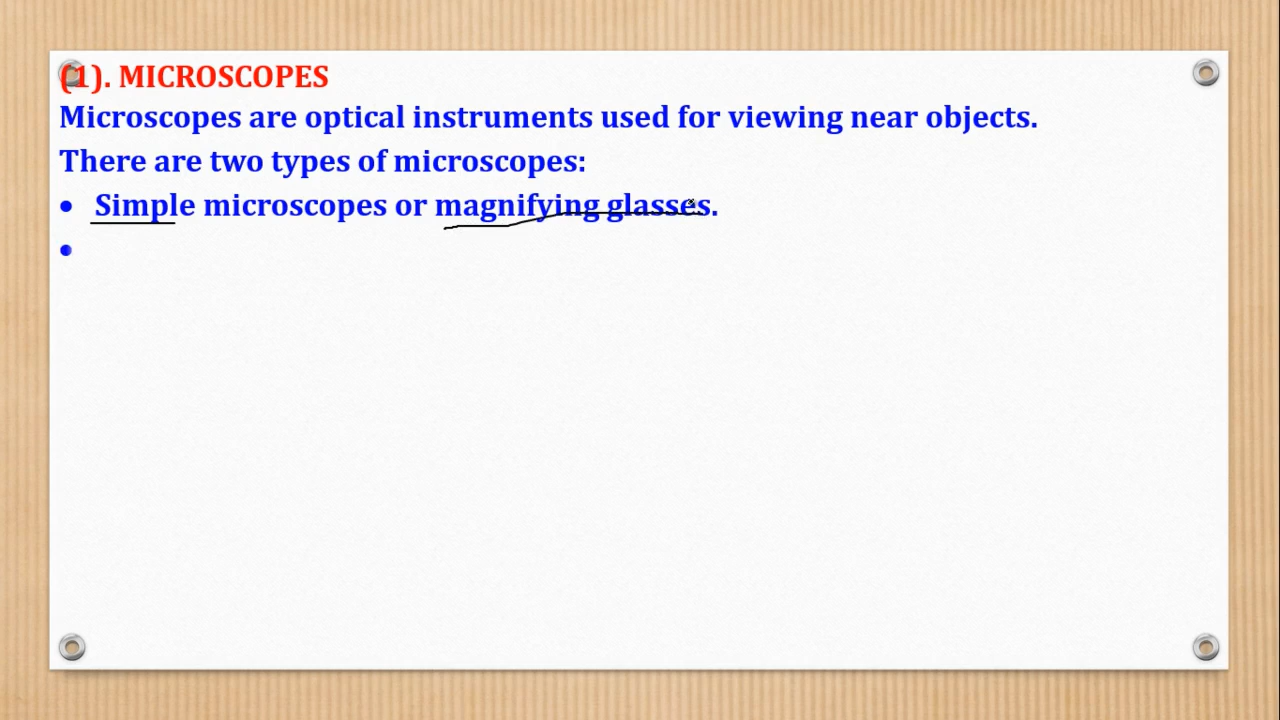 (1). MICROSCOPES
Microscopes are optical instruments used for viewing near objects.
There are two types of microscopes:
• Simple microscopes or magnifying glasses.
•